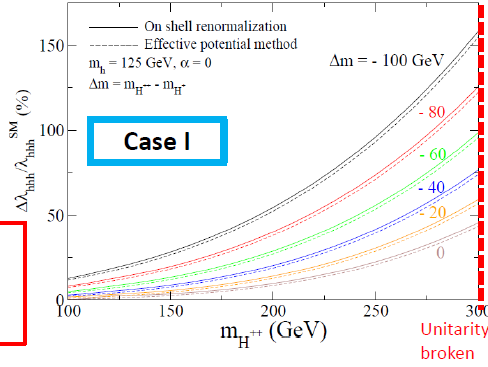 On shell renormalization
Effective potential method
m_h = 125 GeV, α = 0
Δm = m_H⁺⁺ - m_H⁺
Δm = - 100 GeV
Case I
- 80
- 60
- 40
- 20
0
Δλ_hhh/λ_hhh^SM (%)
150
100
50
0
100 150 200 250 300
m_H⁺⁺ (GeV)
Unitarity
broken